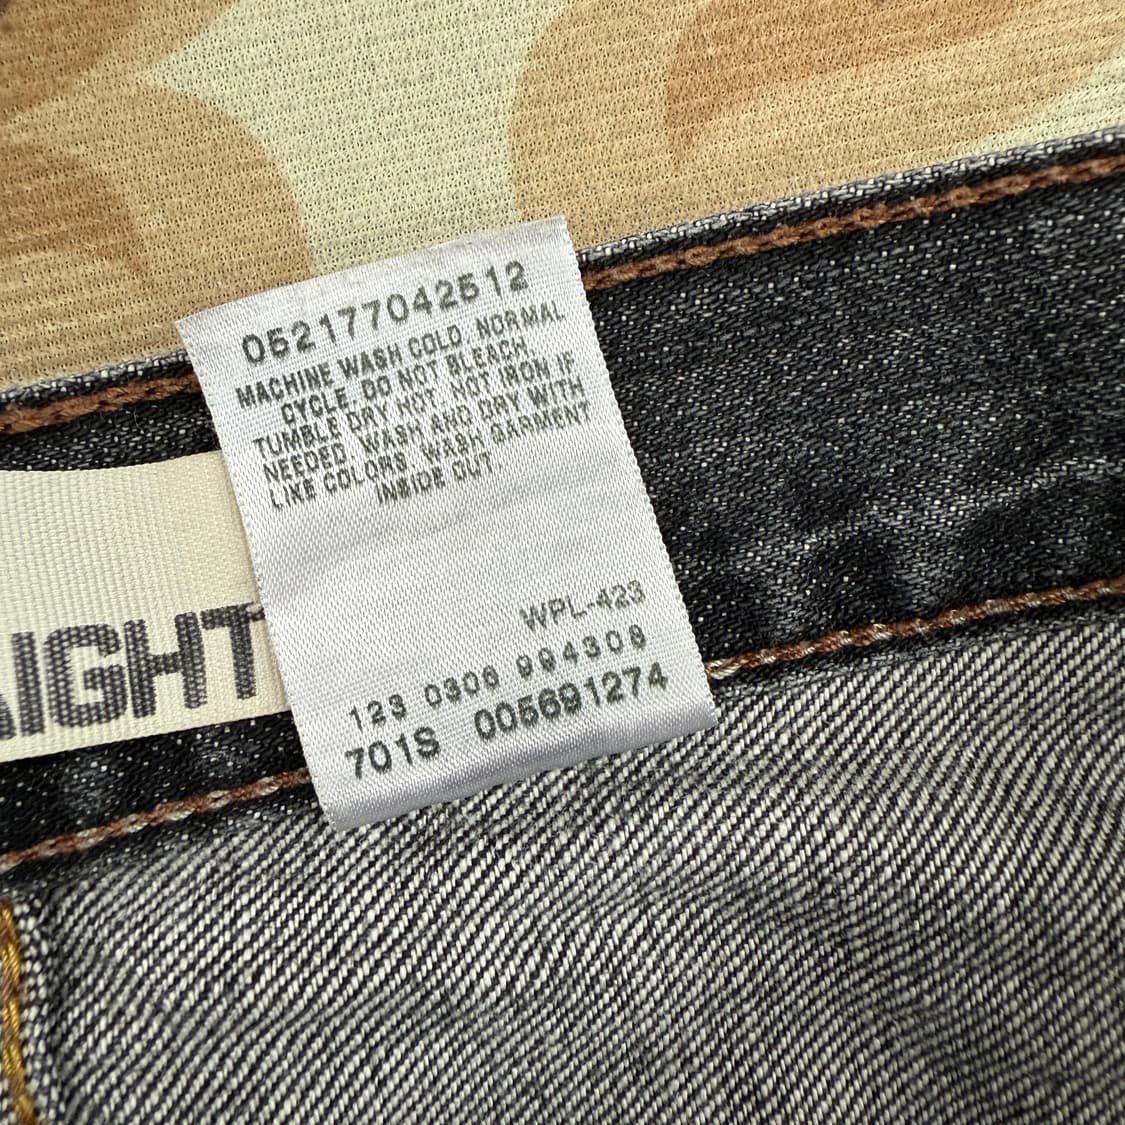 052177042512
MACHINE WASH COLD, NORMAL
CYCLE. DO NOT BLEACH.
TUMBLE DRY HOT. HOT IRON IF
NEEDED. WASH AND DRY WITH
LIKE COLORS. WASH GARMENT
INSIDE OUT.
AIGHT
WPL-423
123 0306 994308
701S 005691274